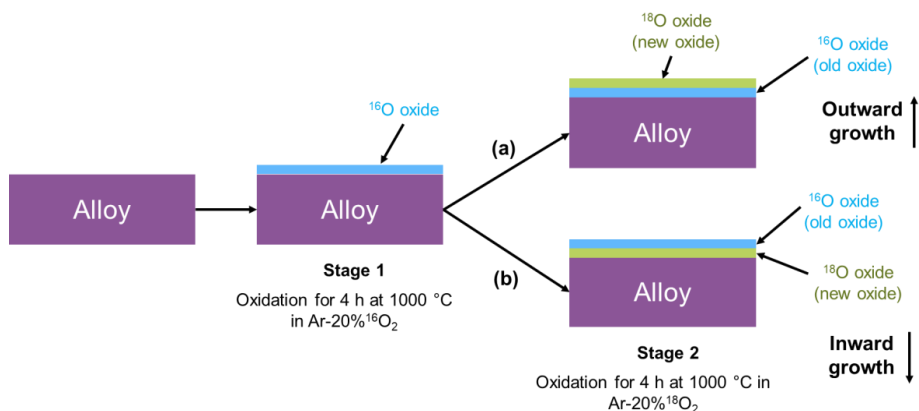 Alloy
¹⁶O oxide
Alloy
Stage 1
Oxidation for 4 h at 1000 °C
in Ar-20%¹⁶O₂
(a)
¹⁸O oxide
(new oxide)
¹⁶O oxide
(old oxide)
Alloy
Outward
growth
(b)
¹⁶O oxide
(old oxide)
¹⁸O oxide
(new oxide)
Alloy
Inward
growth
Stage 2
Oxidation for 4 h at 1000 °C in
Ar-20%¹⁸O₂